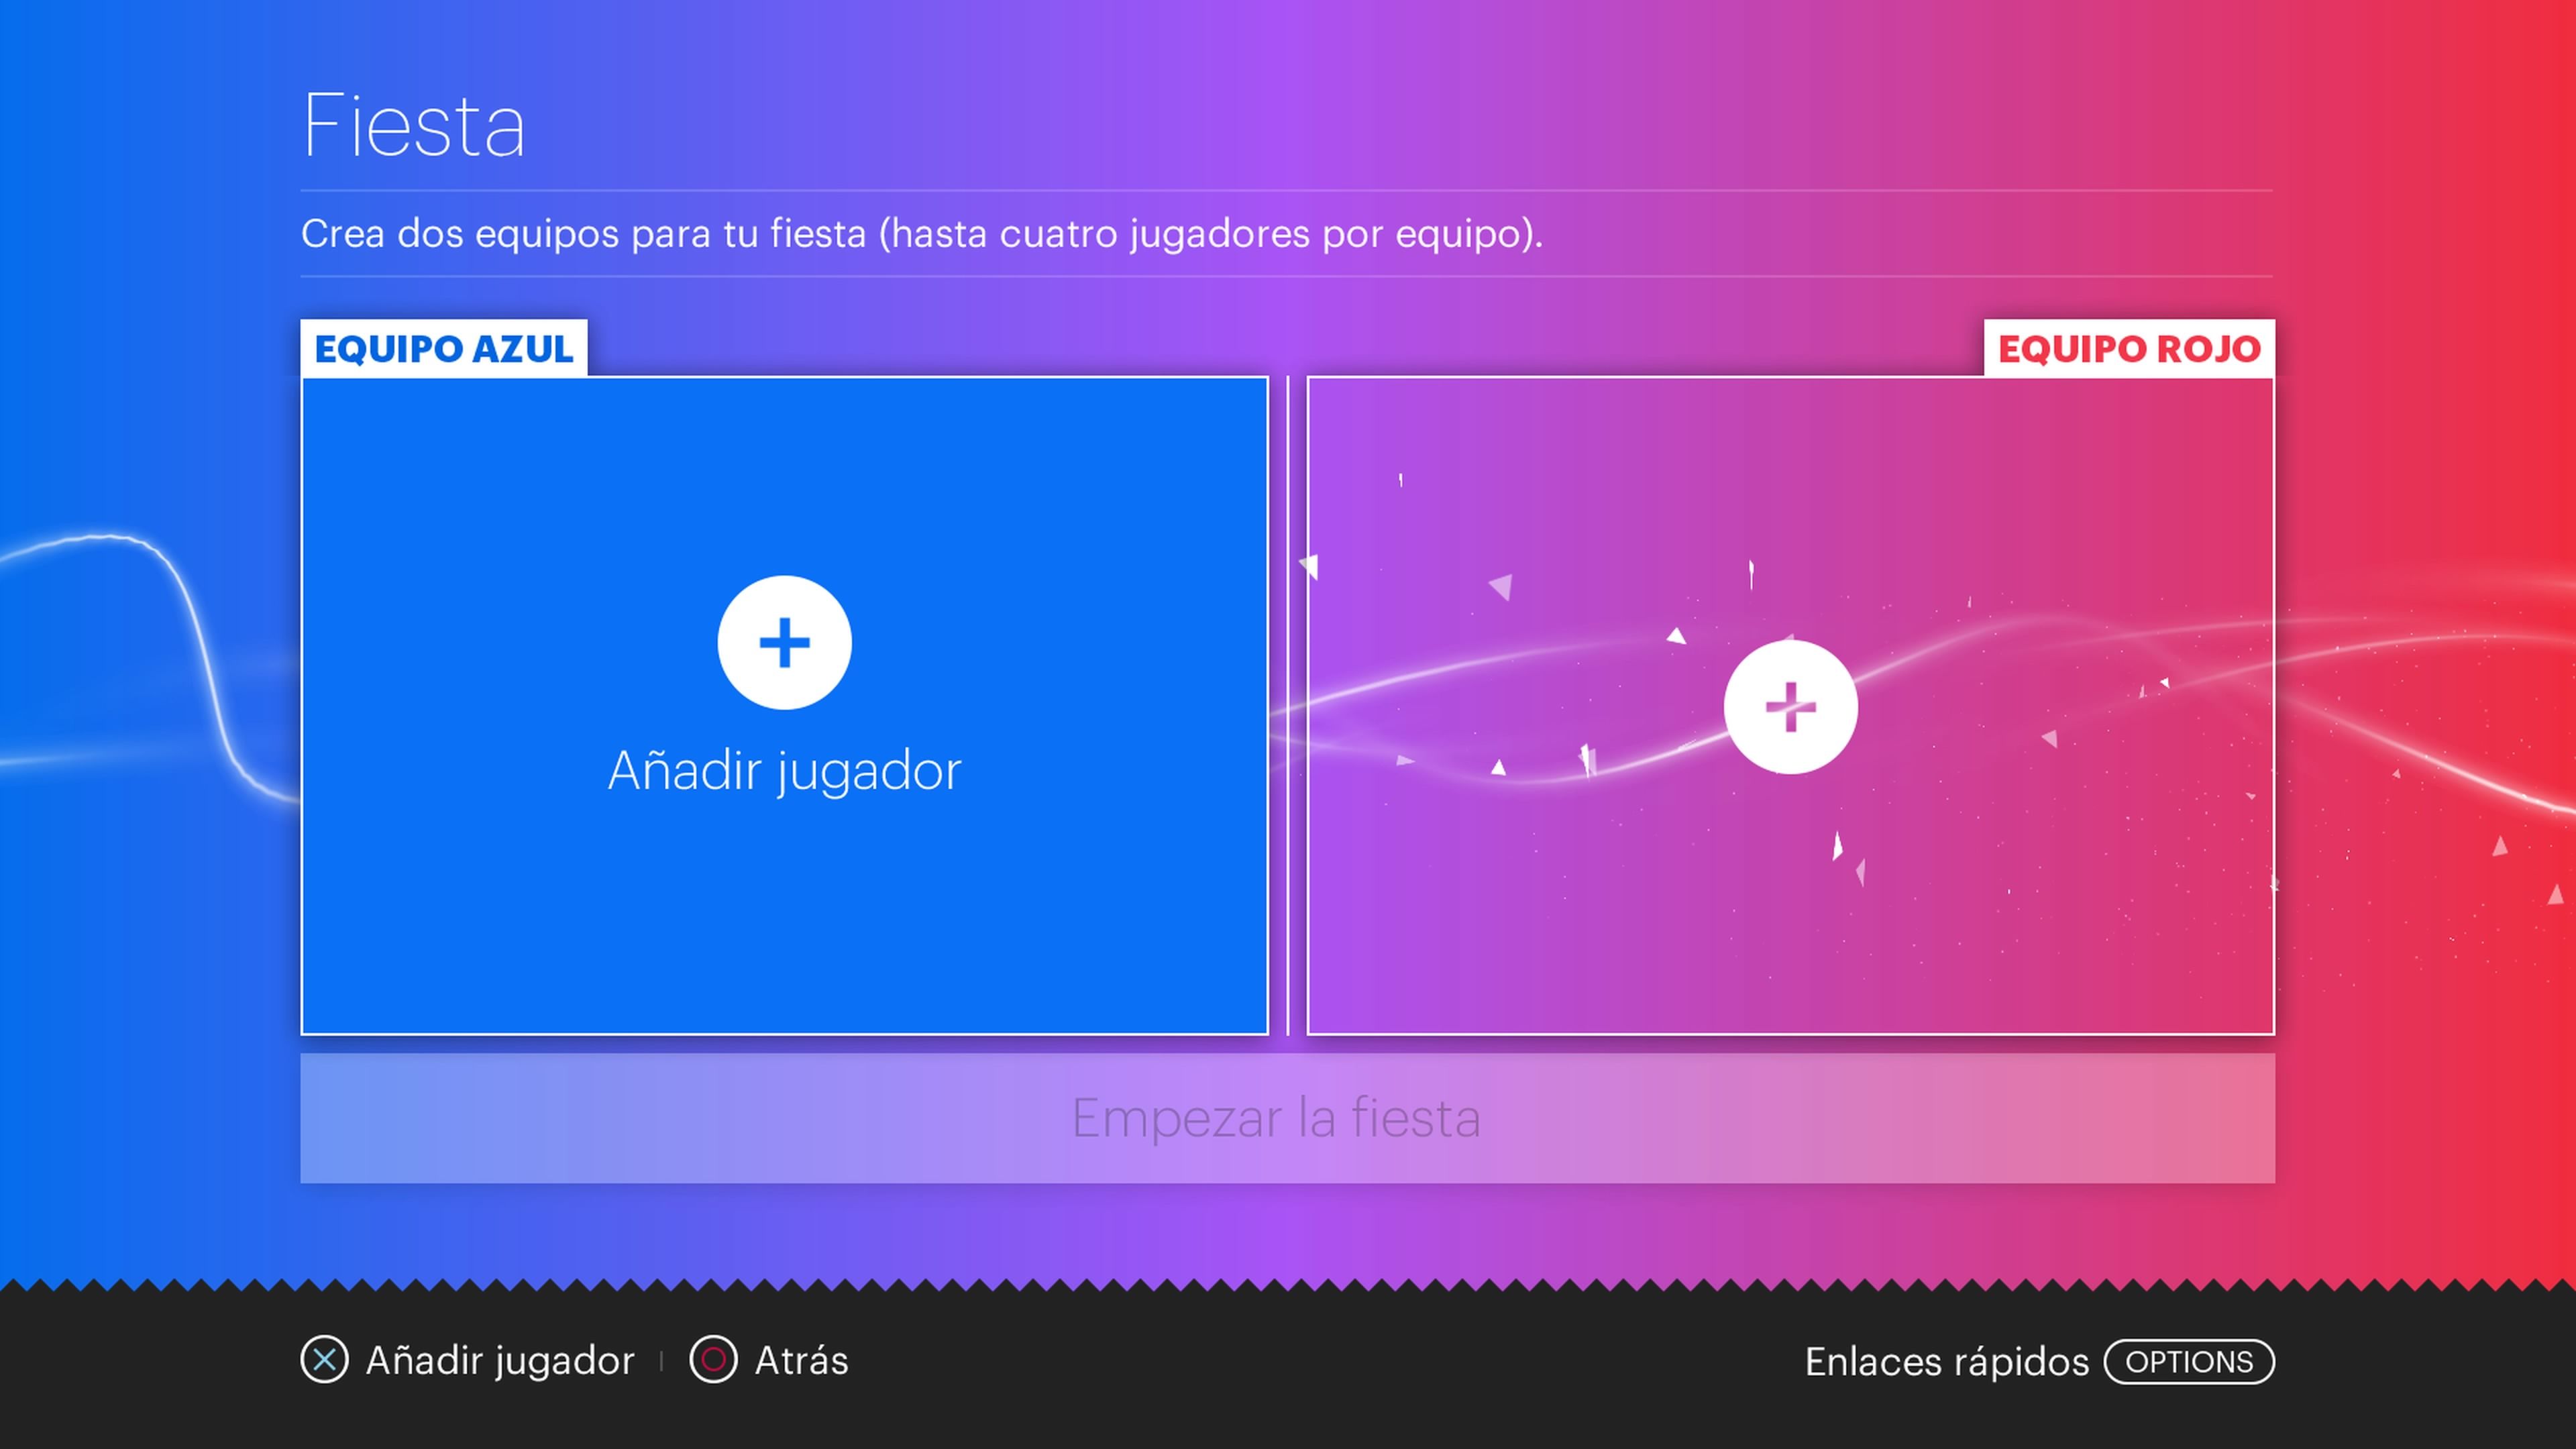 Fiesta
Crea dos equipos para tu fiesta (hasta cuatro jugadores por equipo).
EQUIPO AZUL
EQUIPO ROJO
Añadir jugador
Empezar la fiesta
Añadir jugador
Atrás
Enlaces rápidos
OPTIONS